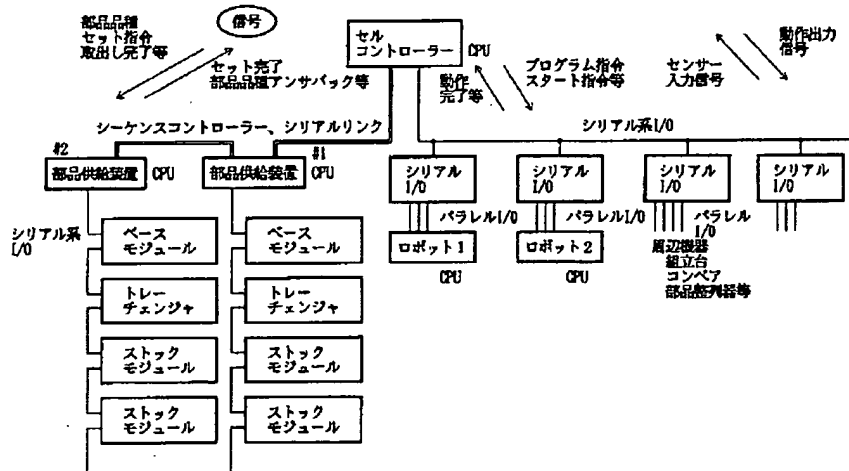 部品品種
セット指令
取出し完了等
信号
セット完了
部品品種アンサバック等
セル
コントローラー
CPU
動作
完了等
プログラム指令
スタート指令等
センサー
入力信号
動作出力
信号
シーケンスコントローラー、シリアルリンク
シリアル系I/O
#2
部品供給装置
CPU
#1
部品供給装置
CPU
シリアル
I/O
シリアル
I/O
シリアル
I/O
シリアル
I/O
パラレルI/O
パラレルI/O
パラレル
I/O
ロボット1
CPU
ロボット2
CPU
周辺機器
組立台
コンベア
部品整列器等
シリアル系
I/O
ベース
モジュール
ベース
モジュール
トレー
チェンジャ
トレー
チェンジャ
ストック
モジュール
ストック
モジュール
ストック
モジュール
ストック
モジュール